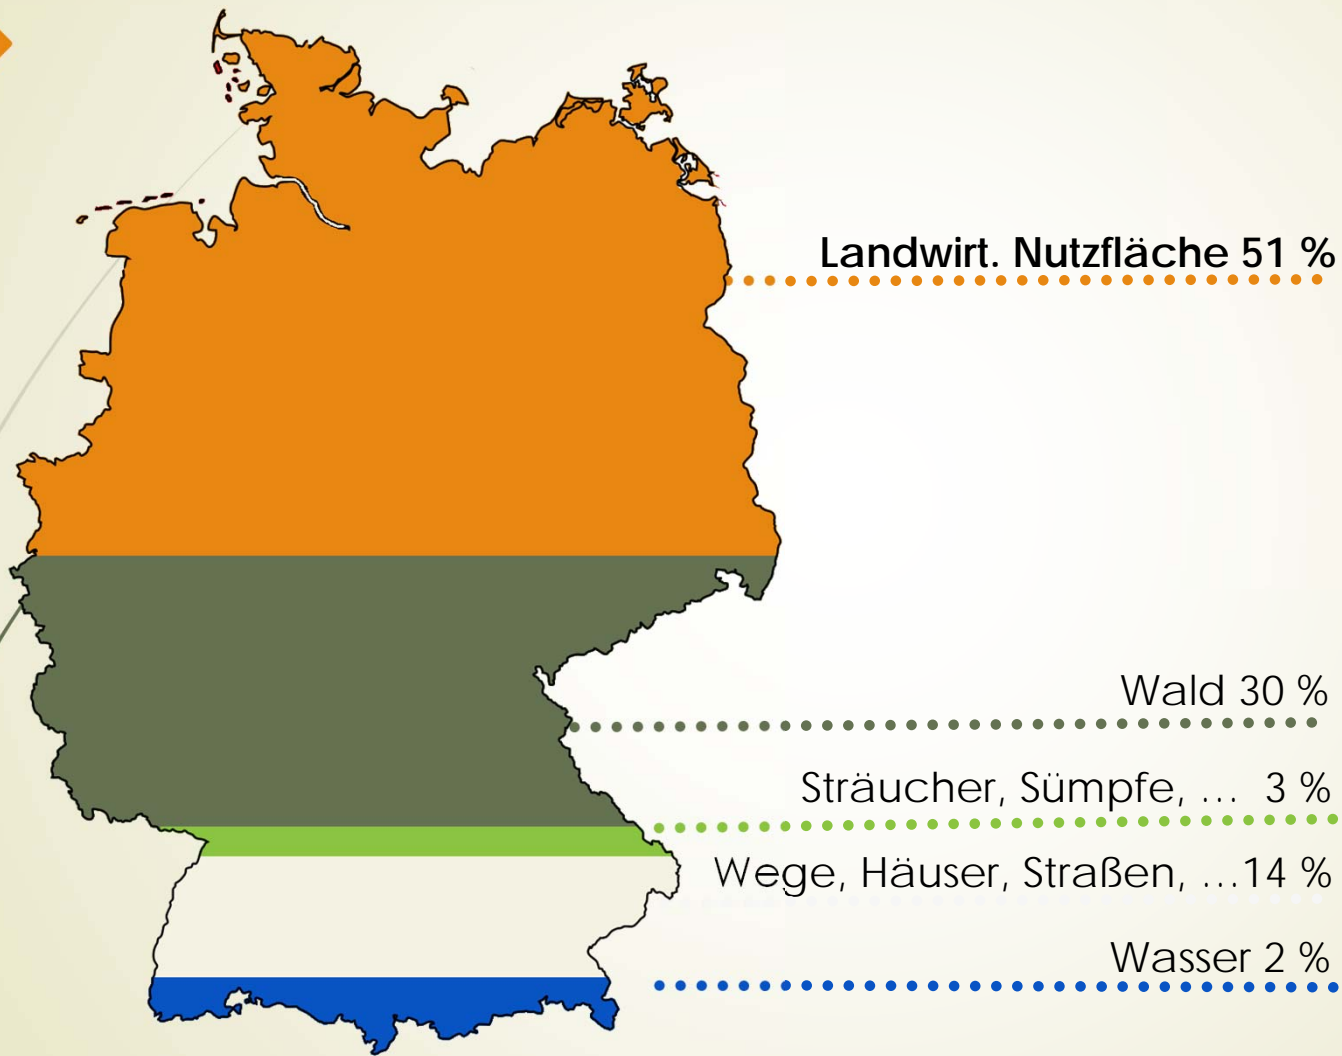 Landwirt. Nutzfläche 51 %
Wald 30 %
Sträucher, Sümpfe, ... 3 %
Wege, Häuser, Straßen, ...14 %
Wasser 2 %